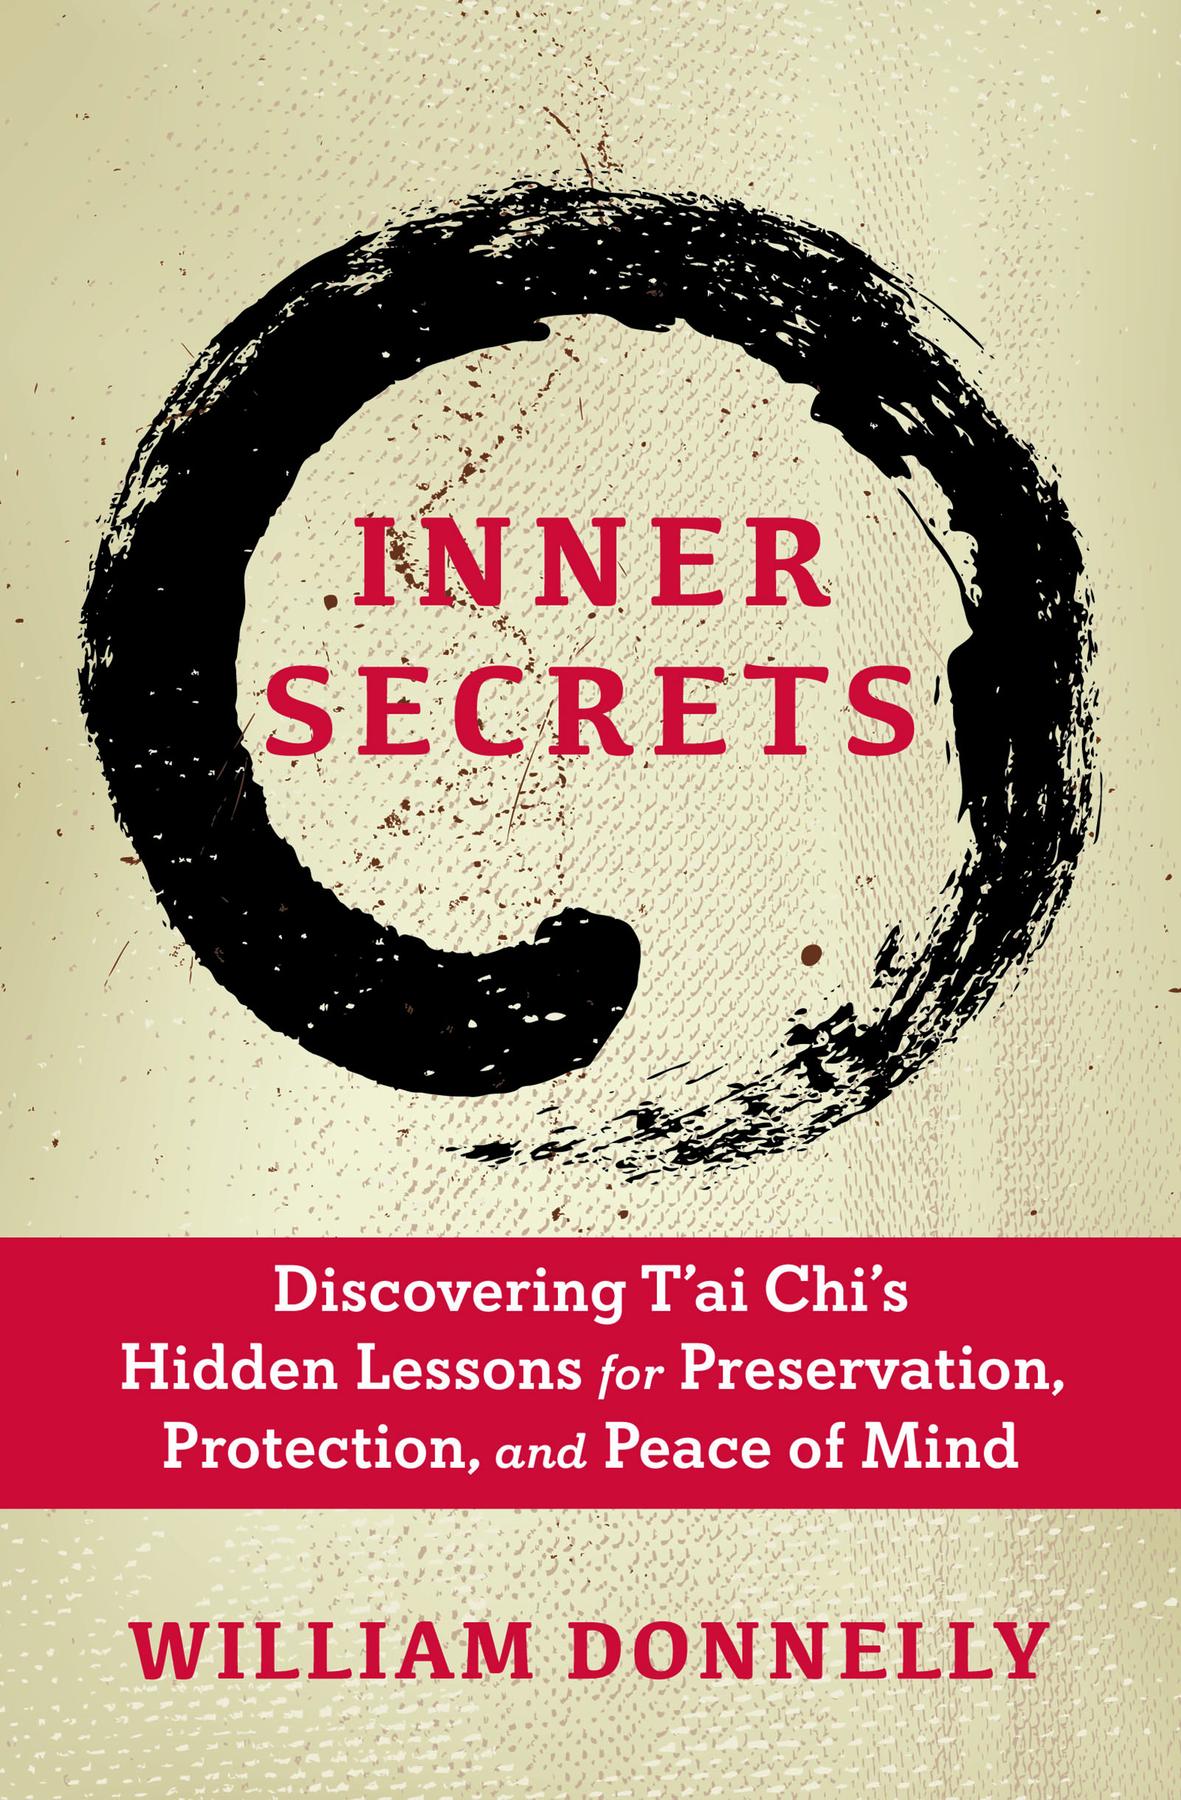 INNER
SECRETS
Discovering T’ai Chi’s
Hidden Lessons for Preservation,
Protection, and Peace of Mind
WILLIAM DONNELLY